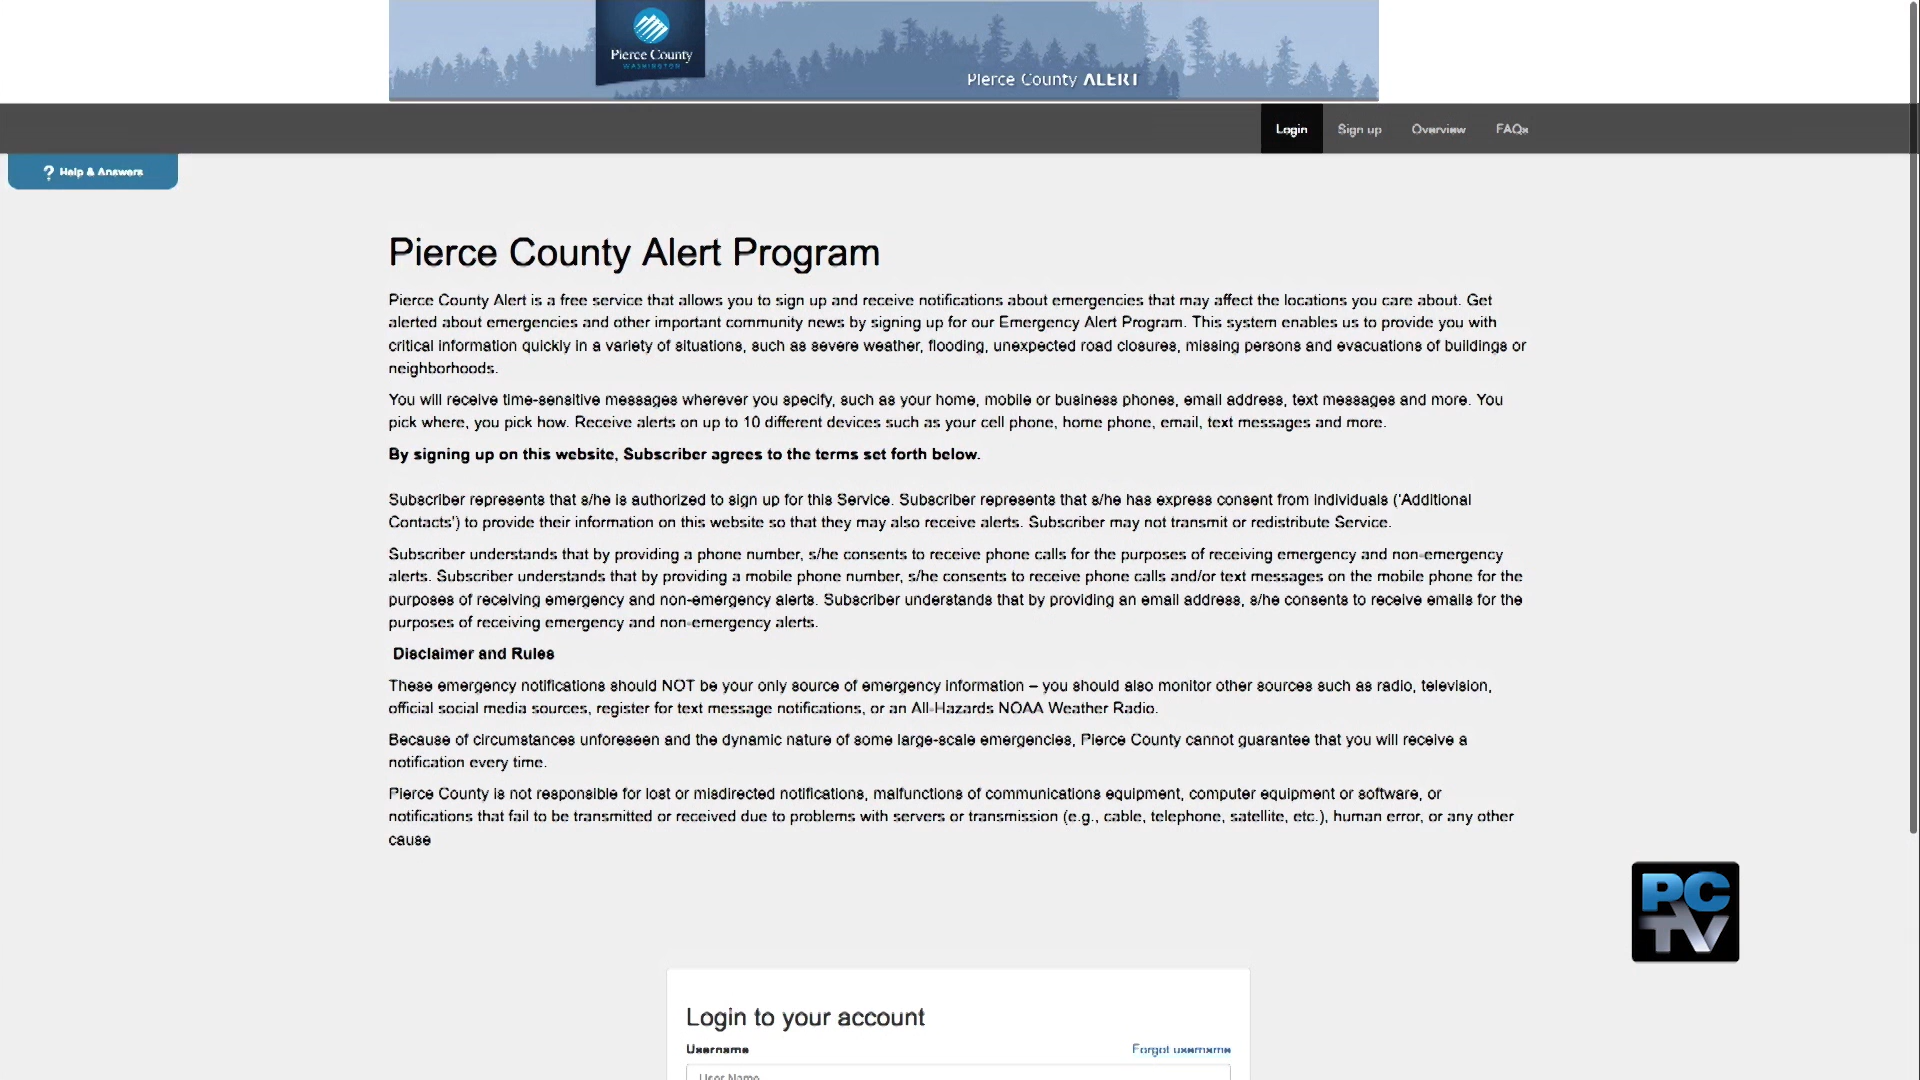 Pierce County
WASHINGTON
Pierce County ALERT
Login Sign up Overview FAQs
? Help & Answers
Pierce County Alert Program
Pierce County Alert is a free service that allows you to sign up and receive notifications about emergencies that may affect the locations you care about. Get
alerted about emergencies and other important community news by signing up for our Emergency Alert Program. This system enables us to provide you with
critical information quickly in a variety of situations, such as severe weather, flooding, unexpected road closures, missing persons and evacuations of buildings or
neighborhoods.
You will receive time-sensitive messages wherever you specify, such as your home, mobile or business phones, email address, text messages and more. You
pick where, you pick how. Receive alerts on up to 10 different devices such as your cell phone, home phone, email, text messages and more.
By signing up on this website, Subscriber agrees to the terms set forth below.
Subscriber represents that s/he is authorized to sign up for this Service. Subscriber represents that s/he has express consent from individuals ('Additional
Contacts') to provide their information on this website so that they may also receive alerts. Subscriber may not transmit or redistribute Service.
Subscriber understands that by providing a phone number, s/he consents to receive phone calls for the purposes of receiving emergency and non-emergency
alerts. Subscriber understands that by providing a mobile phone number, s/he consents to receive phone calls and/or text messages on the mobile phone for the
purposes of receiving emergency and non-emergency alerts. Subscriber understands that by providing an email address, s/he consents to receive emails for the
purposes of receiving emergency and non-emergency alerts.
Disclaimer and Rules
These emergency notifications should NOT be your only source of emergency information – you should also monitor other sources such as radio, television,
official social media sources, register for text message notifications, or an All-Hazards NOAA Weather Radio.
Because of circumstances unforeseen and the dynamic nature of some large-scale emergencies, Pierce County cannot guarantee that you will receive a
notification every time.
Pierce County is not responsible for lost or misdirected notifications, malfunctions of communications equipment, computer equipment or software, or
notifications that fail to be transmitted or received due to problems with servers or transmission (e.g., cable, telephone, satellite, etc.), human error, or any other
cause
PC
TV
Login to your account
Username Forgot username
User Name